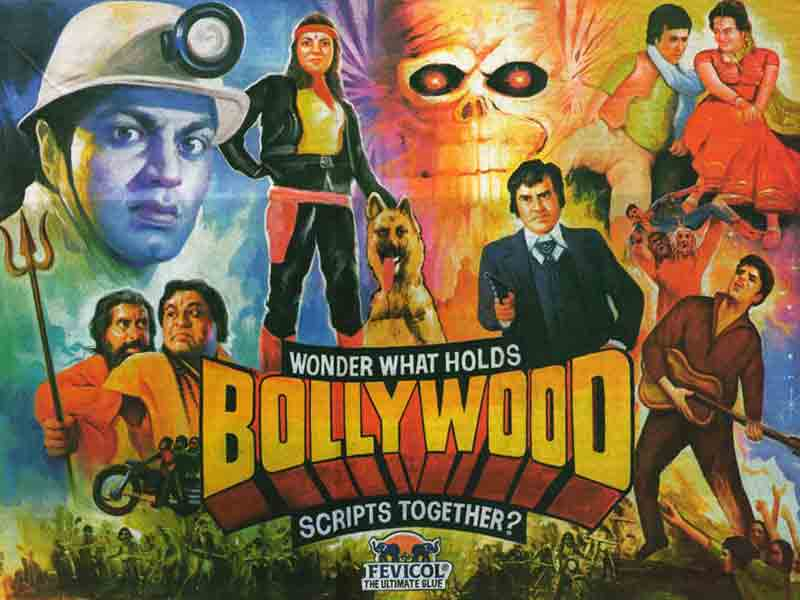 WONDER WHAT HOLDS
BOLLYWOOD
SCRIPTS TOGETHER?
FEVICOL®
THE ULTIMATE GLUE